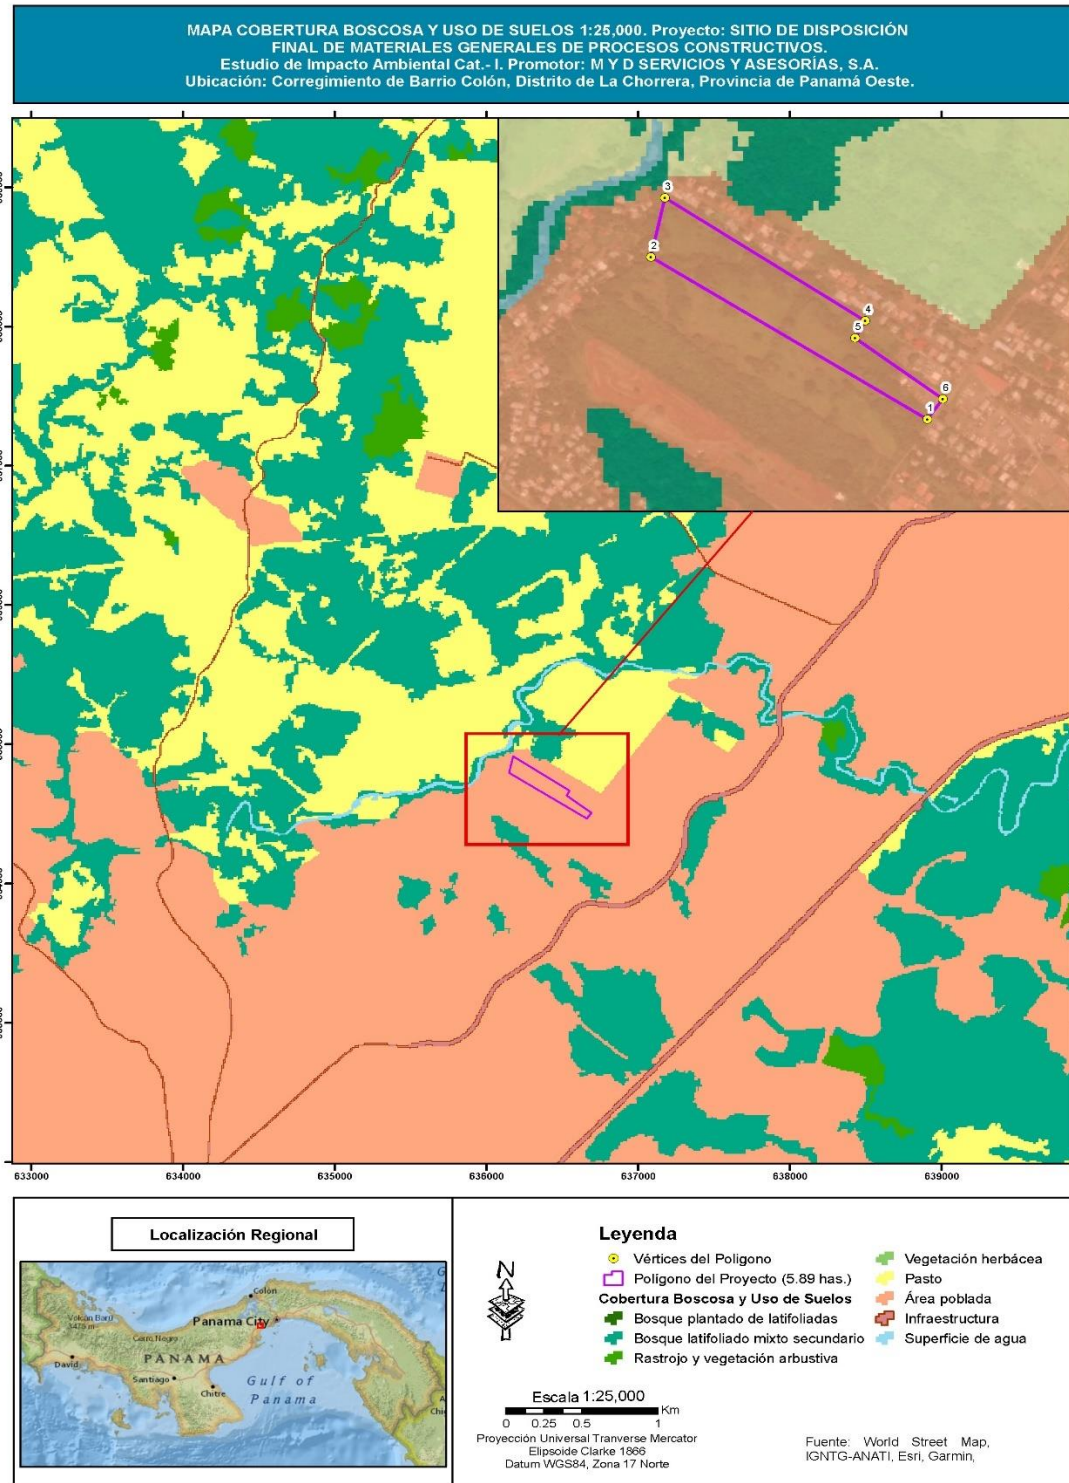 MAPA COBERTURA BOSCOSA Y USO DE SUELOS 1:25,000. Proyecto: SITIO DE DISPOSICIÓN
FINAL DE MATERIALES GENERALES DE PROCESOS CONSTRUCTIVOS.
Estudio de Impacto Ambiental Cat.- I. Promotor: M Y D SERVICIOS Y ASESORÍAS, S.A.
Ubicación: Corregimiento de Barrio Colón, Distrito de La Chorrera, Provincia de Panamá Oeste.
3
2
4
5
6
1
633000
634000
635000
636000
637000
638000
639000
Localización Regional
Colón
Volcán Barú
3475 m
Cerro Negro
Panama City
PANAMA
David
Santiago
Chitre
Gulf of
Panama
N
Leyenda
Vértices del Poligono
Polígono del Proyecto (5.89 has.)
Cobertura Boscosa y Uso de Suelos
Bosque plantado de latifoliadas
Bosque latifoliado mixto secundario
Rastrojo y vegetación arbustiva
Vegetación herbácea
Pasto
Área poblada
Infraestructura
Superficie de agua
Escala 1:25,000
Km
0 0.25 0.5 1
Proyección Universal Tranverse Mercator
Elipsoide Clarke 1866
Datum WGS84, Zona 17 Norte
Fuente: World Street Map,
IGNTG-ANATI, Esri, Garmin,